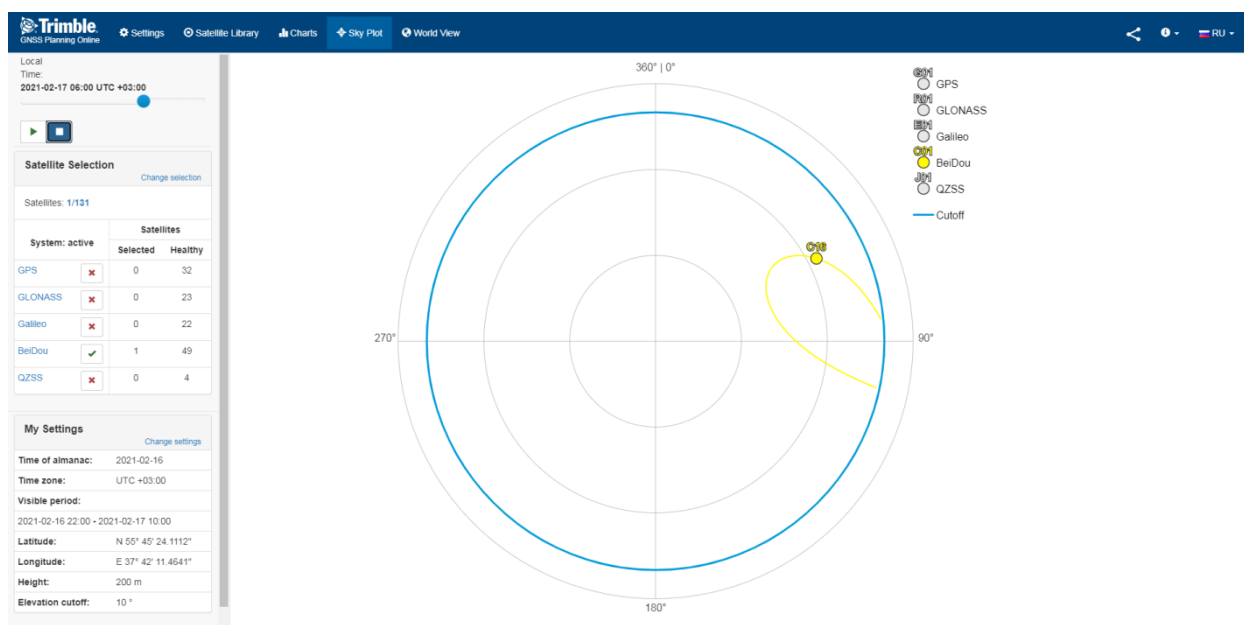 Trimble.
GNSS Planning Online
Settings
Satellite Library
Charts
Sky Plot
World View
RU
Local
Time:
2021-02-17 06:00 UTC +03:00
Satellite Selection
Change selection
Satellites: 1/131
System: active
Satellites
Selected Healthy
GPS 0 32
GLONASS 0 23
Galileo 0 22
BeiDou 1 49
QZSS 0 4
My Settings
Change settings
Time of almanac: 2021-02-16
Time zone: UTC +03:00
Visible period:
2021-02-16 22:00 - 2021-02-17 10:00
Latitude: N 55° 45' 24.1112"
Longitude: E 37° 42' 11.4641"
Height: 200 m
Elevation cutoff: 10 °
360° | 0°
270°
90°
180°
C16
G01
GPS
R01
GLONASS
E01
Galileo
C01
BeiDou
J01
QZSS
Cutoff